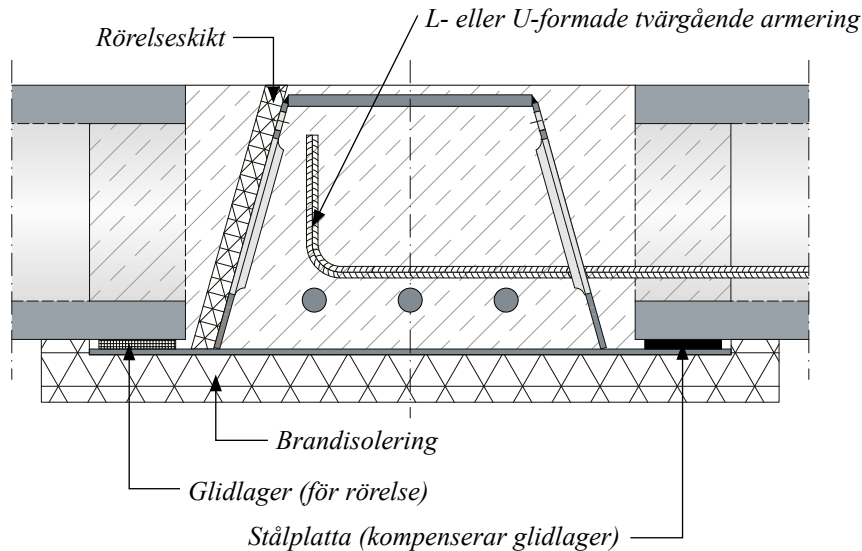 L- eller U-formade tvärgående armering
Rörelseskikt
Brandisolering
Glidlager (för rörelse)
Stålplatta (kompenserar glidlager)